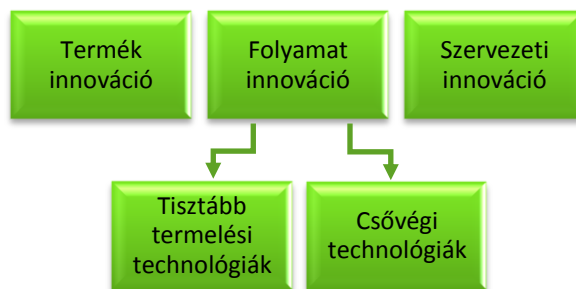 Termék
innováció
Folyamat
innováció
Szervezeti
innováció
Tisztább
termelési
technológiák
Csővégi
technológiák